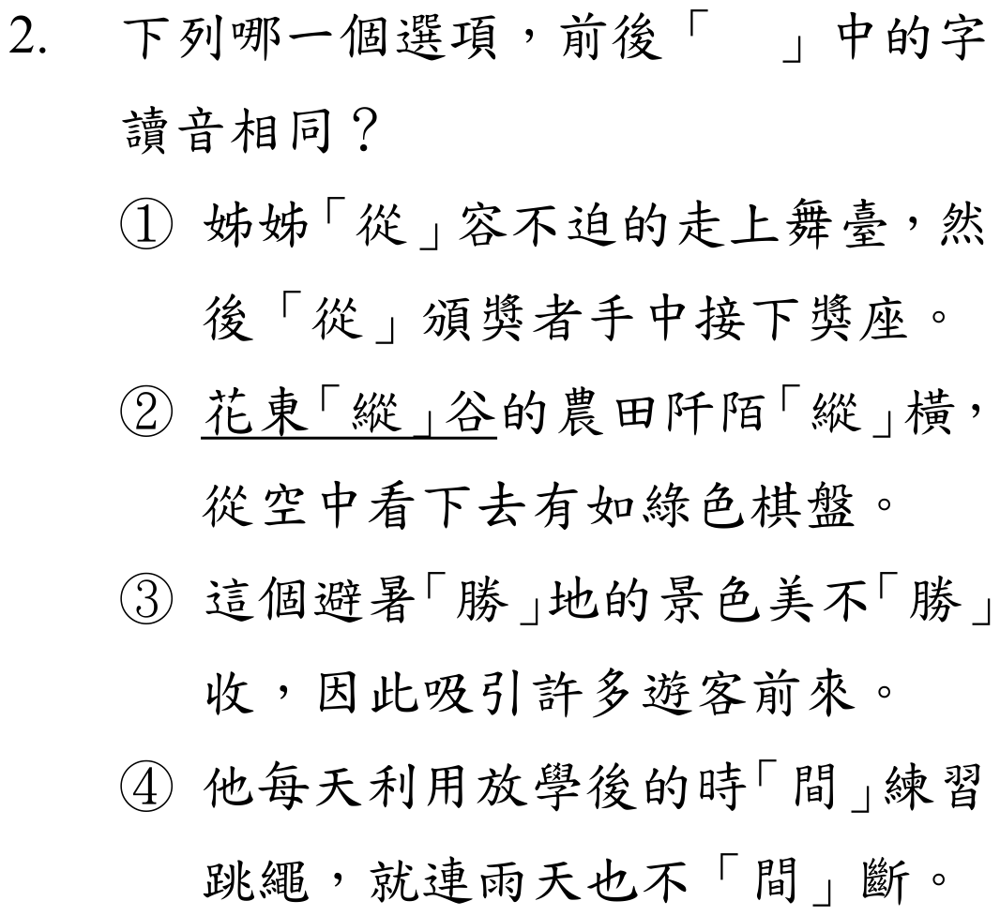 2. 下列哪一個選項，前後「　」中的字
讀音相同？
① 姊姊「從」容不迫的走上舞臺，然
後「從」頒獎者手中接下獎座。
② 花東「縱」谷的農田阡陌「縱」橫，
從空中看下去有如綠色棋盤。
③ 這個避暑「勝」地的景色美不「勝」
收，因此吸引許多遊客前來。
④ 他每天利用放學後的時「間」練習
跳繩，就連雨天也不「間」斷。